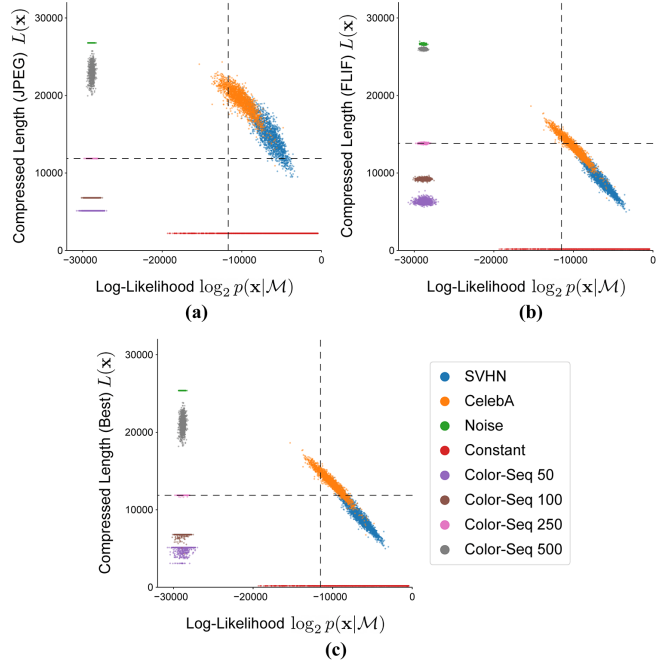 30000
20000
10000
0
−30000
−20000
−10000
0
Compressed Length (JPEG) L(x)
Log-Likelihood log₂ p(x|M)
(a)
30000
20000
10000
0
−30000
−20000
−10000
0
Compressed Length (FLIF) L(x)
Log-Likelihood log₂ p(x|M)
(b)
30000
20000
10000
0
−30000
−20000
−10000
0
Compressed Length (Best) L(x)
Log-Likelihood log₂ p(x|M)
(c)
SVHN
CelebA
Noise
Constant
Color-Seq 50
Color-Seq 100
Color-Seq 250
Color-Seq 500